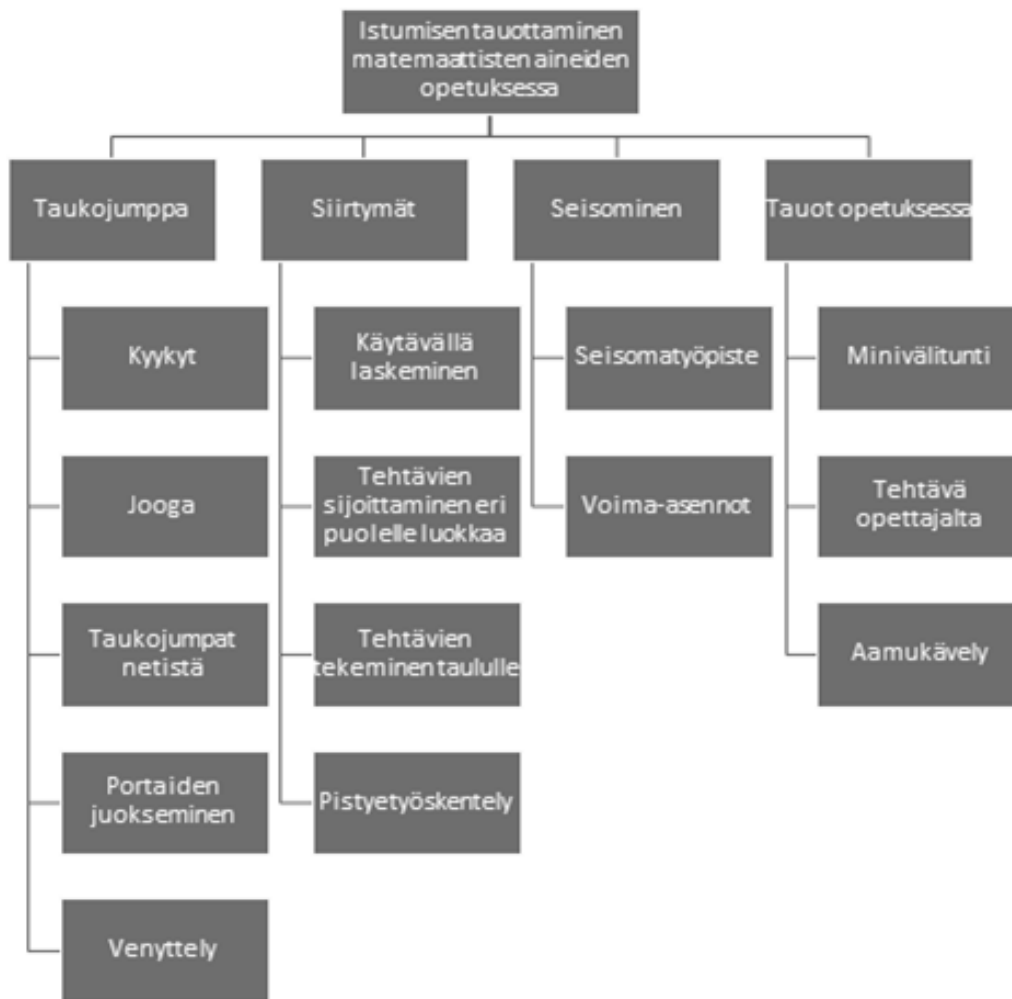 Istumisen tauottaminen
matemaattisten aineiden
opetuksessa
Taukojumppa
Siirtymät
Seisominen
Tauot opetuksessa
Kyykyt
Käytävällä
laskeminen
Seisomatyöpiste
Minivälitunti
Jooga
Tehtävien
sijoittaminen eri
puolelle luokkaa
Voima-asennot
Tehtävä
opettajalta
Taukojumpat
netistä
Tehtävien
tekeminen taululle
Aamukävely
Portaiden
juokseminen
Pistyetyöskentely
Venyttely